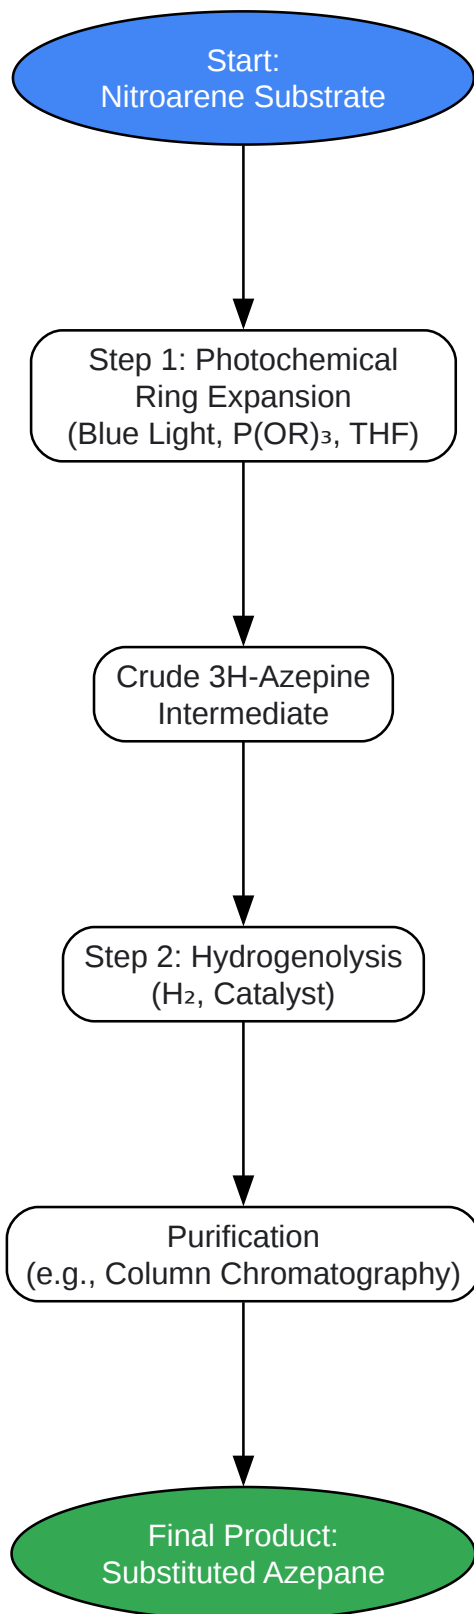 Start:
Nitroarene Substrate
Step 1: Photochemical
Ring Expansion
(Blue Light, P(OR)₃, THF)
Crude 3H-Azepine
Intermediate
Step 2: Hydrogenolysis
(H₂, Catalyst)
Purification
(e.g., Column Chromatography)
Final Product:
Substituted Azepane